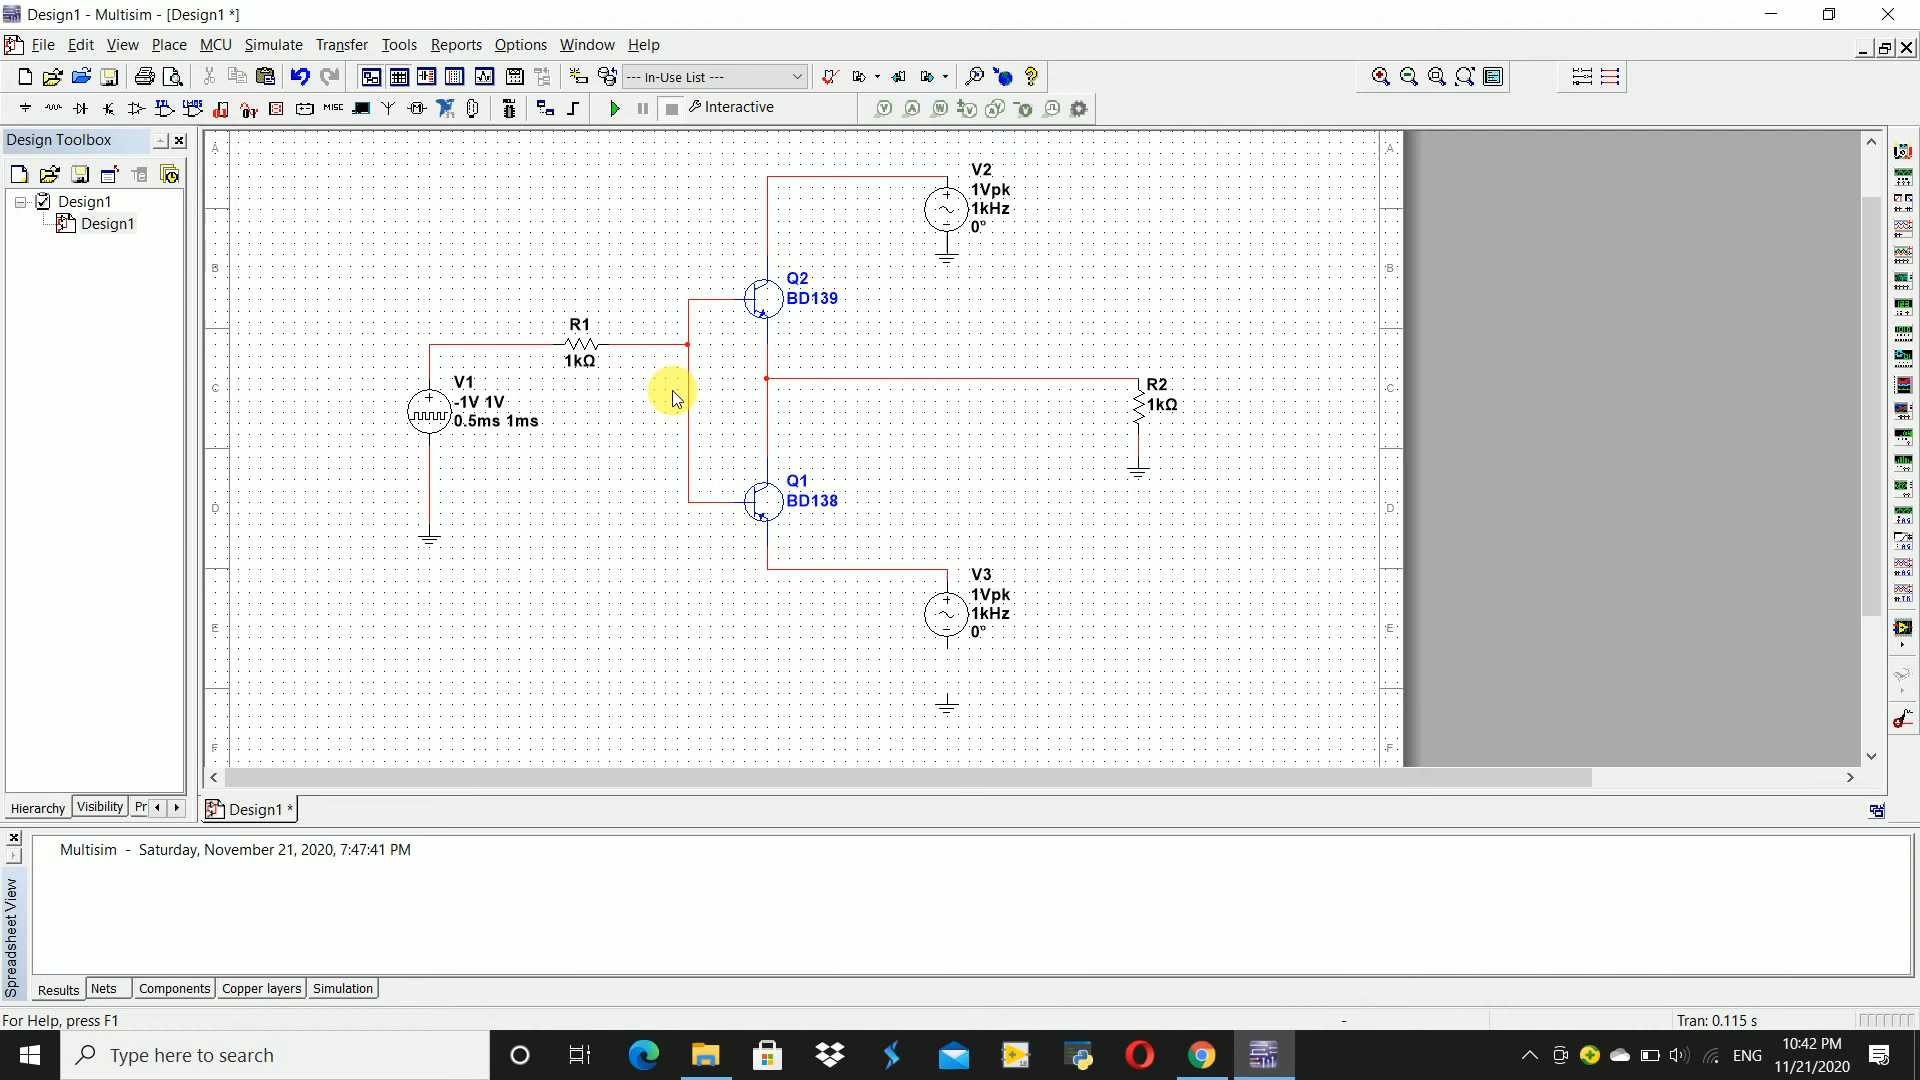 Design1 - Multisim - [Design1 *]
File Edit View Place MCU Simulate Transfer Tools Reports Options Window Help
--- In-Use List ---
MISC
Interactive
Design Toolbox
Design1
Design1
A
B
C
D
E
F
A
B
C
D
E
F
V2
1Vpk
1kHz
0°
Q2
BD139
R1
1kΩ
V1
-1V 1V
0.5ms 1ms
R2
1kΩ
Q1
BD138
V3
1Vpk
1kHz
0°
Hierarchy Visibility Pr
Design1 *
Multisim - Saturday, November 21, 2020, 7:47:41 PM
Spreadsheet View
Results Nets Components Copper layers Simulation
For Help, press F1
- Tran: 0.115 s
Type here to search
ENG
10:42 PM
11/21/2020